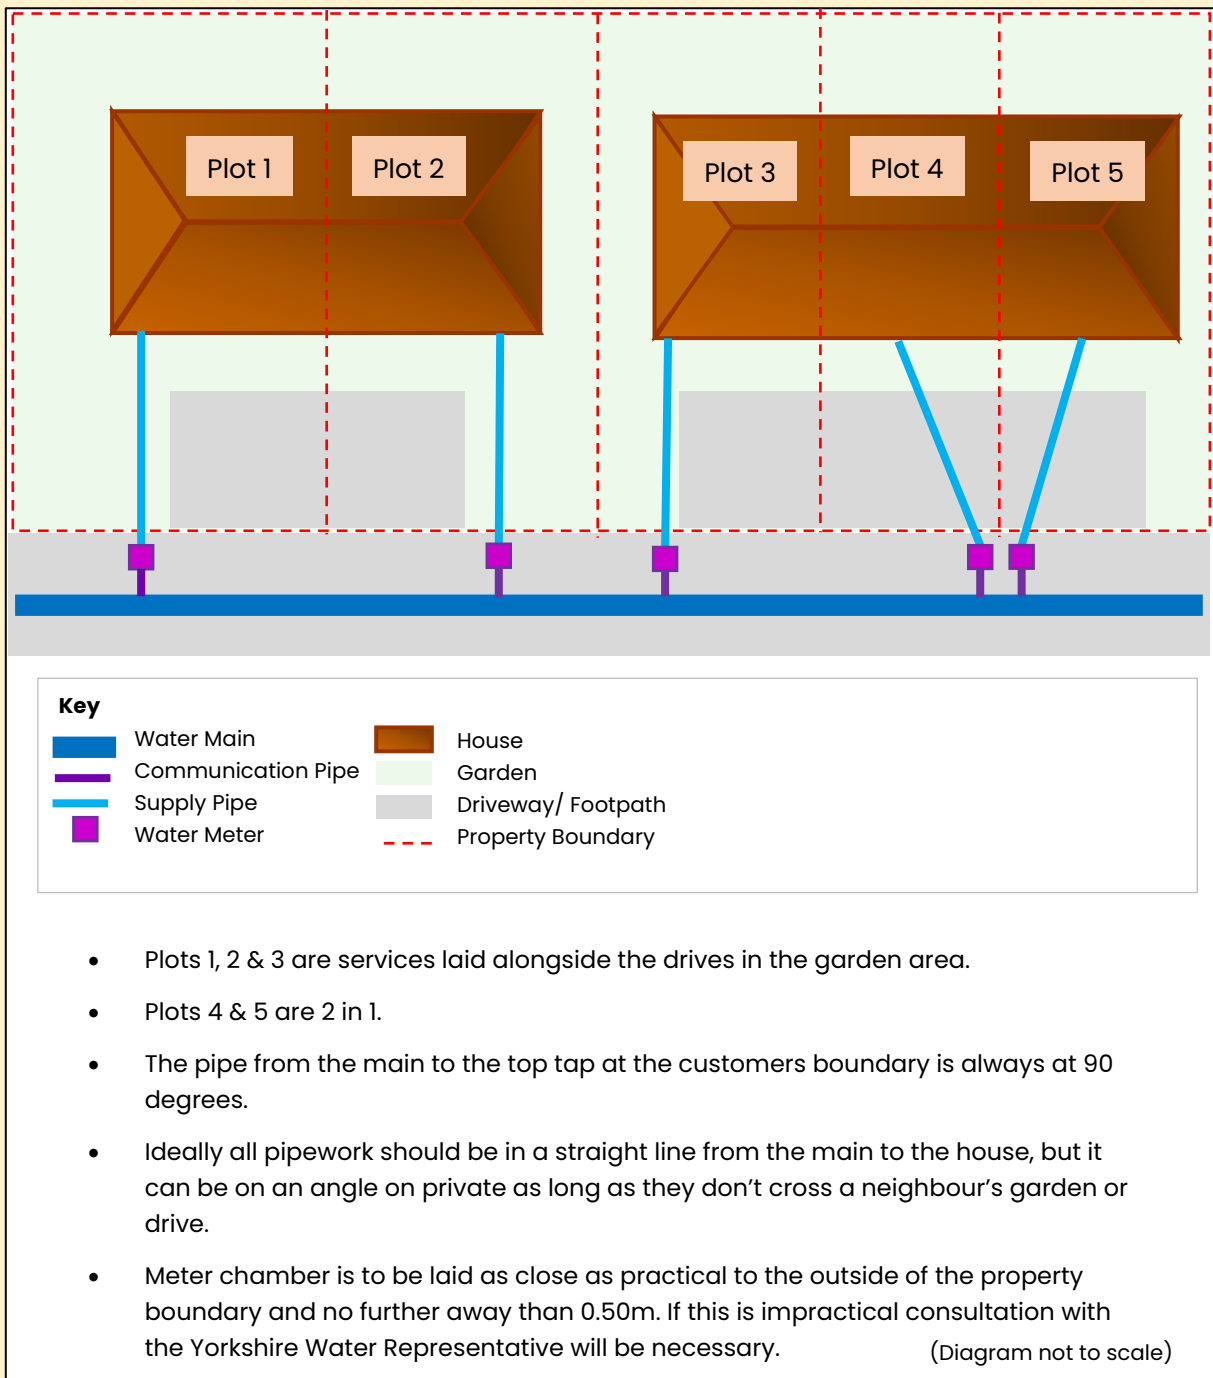 Plot 1
Plot 2
Plot 3
Plot 4
Plot 5
Key
Water Main
Communication Pipe
Supply Pipe
Water Meter
House
Garden
Driveway/ Footpath
Property Boundary
• Plots 1, 2 & 3 are services laid alongside the drives in the garden area.
• Plots 4 & 5 are 2 in 1.
• The pipe from the main to the top tap at the customers boundary is always at 90
degrees.
• Ideally all pipework should be in a straight line from the main to the house, but it
can be on an angle on private as long as they don’t cross a neighbour’s garden or
drive.
• Meter chamber is to be laid as close as practical to the outside of the property
boundary and no further away than 0.50m. If this is impractical consultation with
the Yorkshire Water Representative will be necessary.
(Diagram not to scale)